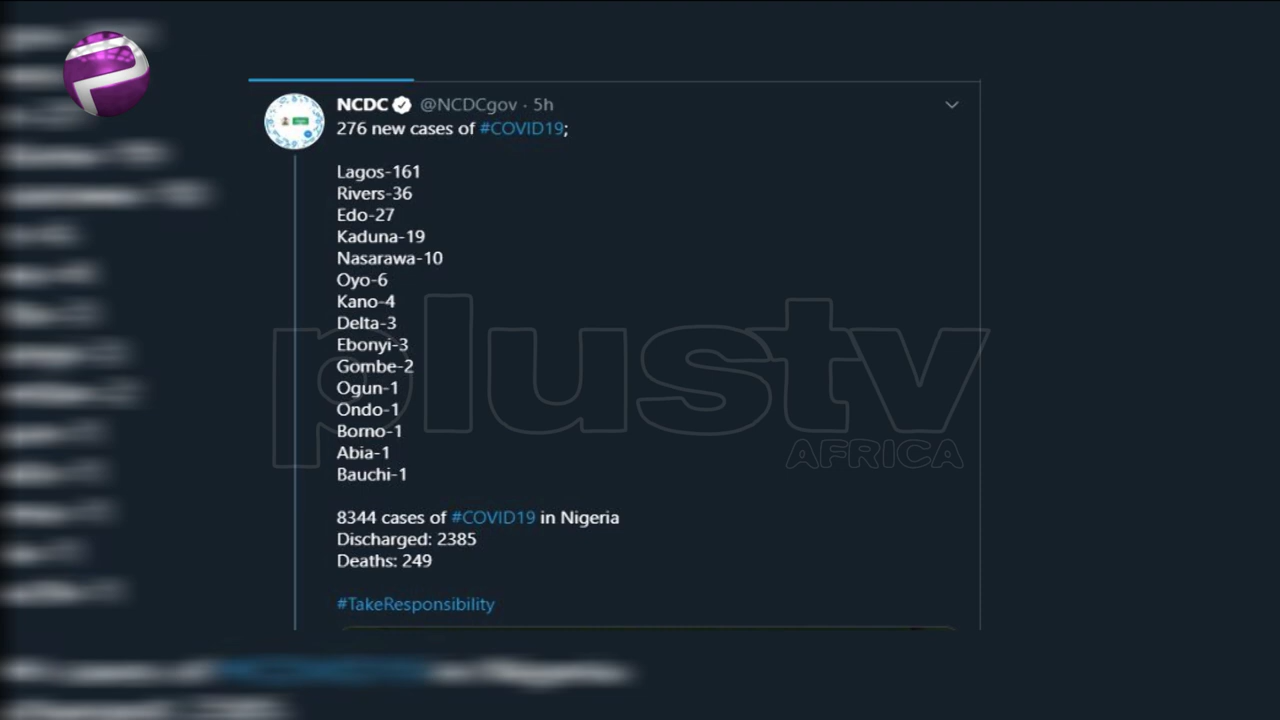 NCDC @NCDCgov · 5h
276 new cases of #COVID19;
Lagos-161
Rivers-36
Edo-27
Kaduna-19
Nasarawa-10
Oyo-6
Kano-4
Delta-3
Ebonyi-3
Gombe-2
Ogun-1
Ondo-1
Borno-1
Abia-1
Bauchi-1
8344 cases of #COVID19 in Nigeria
Discharged: 2385
Deaths: 249
#TakeResponsibility
plustv
AFRICA